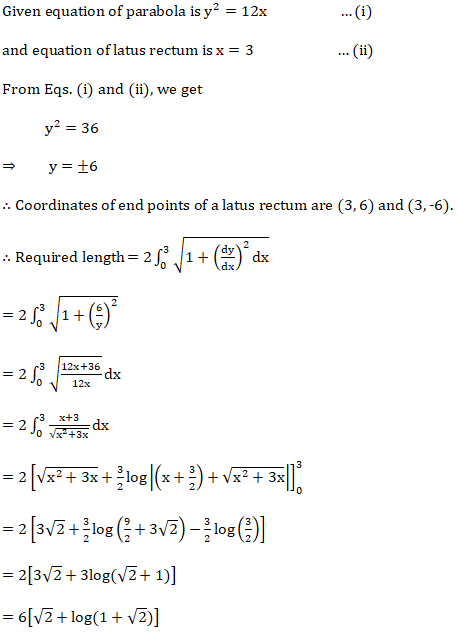 Given equation of parabola is y² = 12x … (i)
and equation of latus rectum is x = 3 … (ii)
From Eqs. (i) and (ii), we get
y² = 36
⇒ y = ±6
∴ Coordinates of end points of a latus rectum are (3, 6) and (3, -6).
∴ Required length = 2 ∫₀³ √(1 + (dy/dx)² dx)
= 2 ∫₀³ √(1 + (6/y)²)
= 2 ∫₀³ √((12x+36)/(12x)) dx
= 2 ∫₀³ (x+3)/(√(x²+3x)) dx
= 2 [√(x² + 3x) + 3/2 log |(x + 3/2) + √(x² + 3x)|]₀³
= 2 [3√2 + 3/2 log (9/2 + 3√2) − 3/2 log (3/2)]
= 2[3√2 + 3log(√2 + 1)]
= 6[√2 + log(1 + √2)]